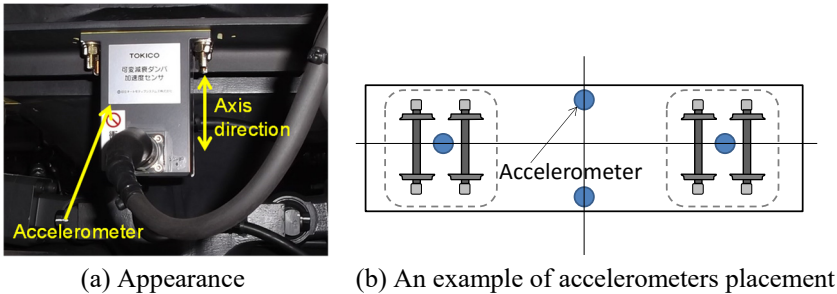 TOKICO
可変減衰ダンパ
加速度センサ
Axis
direction
Accelerometer
Accelerometer
(a) Appearance
(b) An example of accelerometers placement